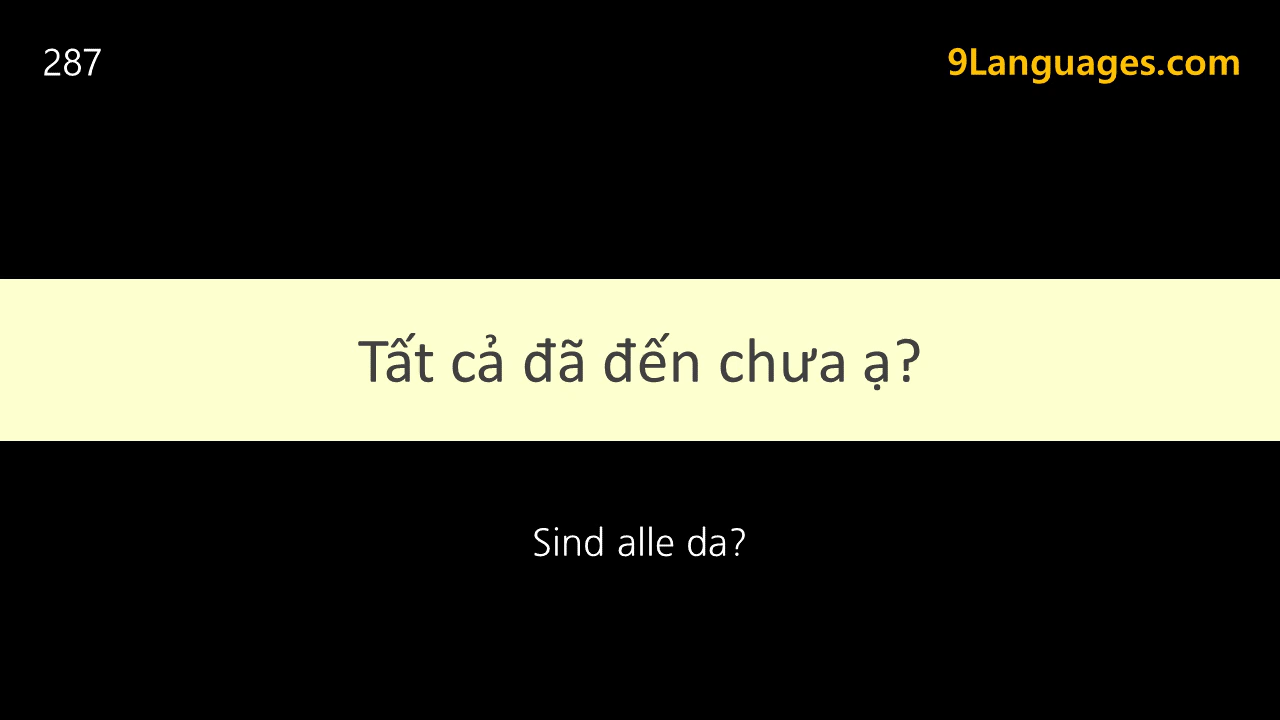 287
9Languages.com
Tất cả đã đến chưa ạ?
Sind alle da?